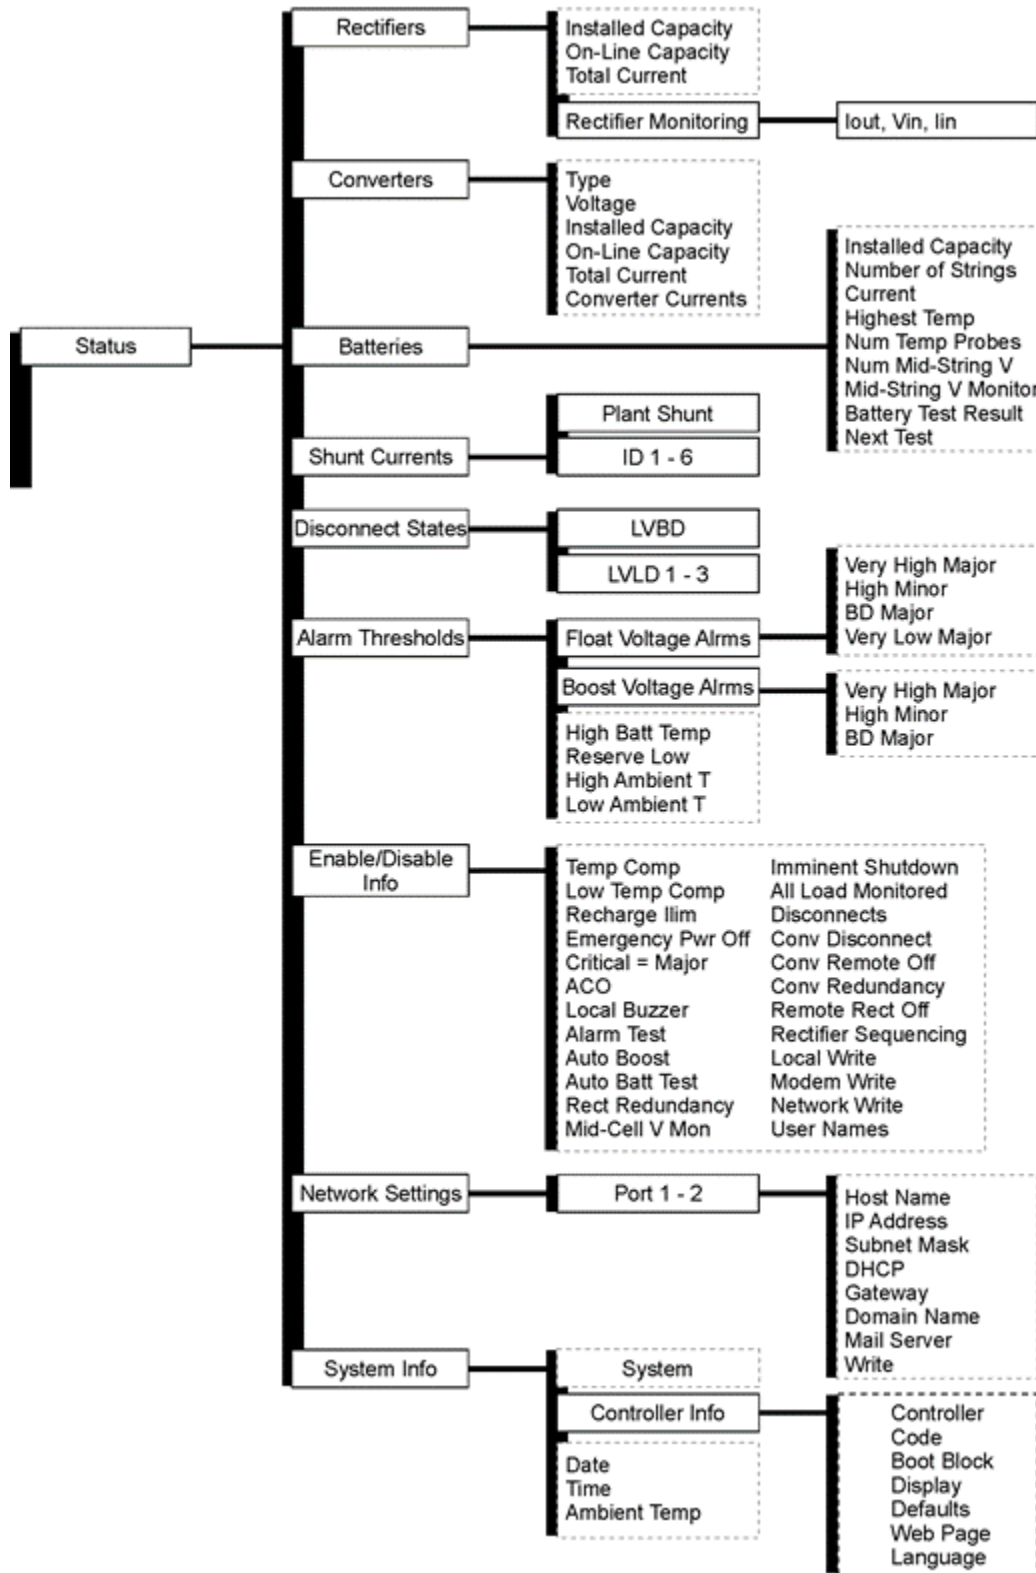 Status
Rectifiers
Installed Capacity
On-Line Capacity
Total Current
Rectifier Monitoring
Iout, Vin, Iin
Converters
Type
Voltage
Installed Capacity
On-Line Capacity
Total Current
Converter Currents
Batteries
Installed Capacity
Number of Strings
Current
Highest Temp
Num Temp Probes
Num Mid-String V
Mid-String V Monitor
Battery Test Result
Next Test
Shunt Currents
Plant Shunt
ID 1 - 6
Disconnect States
LVBD
LVLD 1 - 3
Alarm Thresholds
Float Voltage Alrms
Very High Major
High Minor
BD Major
Very Low Major
Boost Voltage Alrms
Very High Major
High Minor
BD Major
High Batt Temp
Reserve Low
High Ambient T
Low Ambient T
Enable/Disable
Info
Temp Comp
Low Temp Comp
Recharge Ilim
Emergency Pwr Off
Critical = Major
ACO
Local Buzzer
Alarm Test
Auto Boost
Auto Batt Test
Rect Redundancy
Mid-Cell V Mon
Imminent Shutdown
All Load Monitored
Disconnects
Conv Disconnect
Conv Remote Off
Conv Redundancy
Remote Rect Off
Rectifier Sequencing
Local Write
Modem Write
Network Write
User Names
Network Settings
Port 1 - 2
Host Name
IP Address
Subnet Mask
DHCP
Gateway
Domain Name
Mail Server
Write
System Info
System
Controller Info
Controller
Code
Boot Block
Display
Defaults
Web Page
Language
Date
Time
Ambient Temp